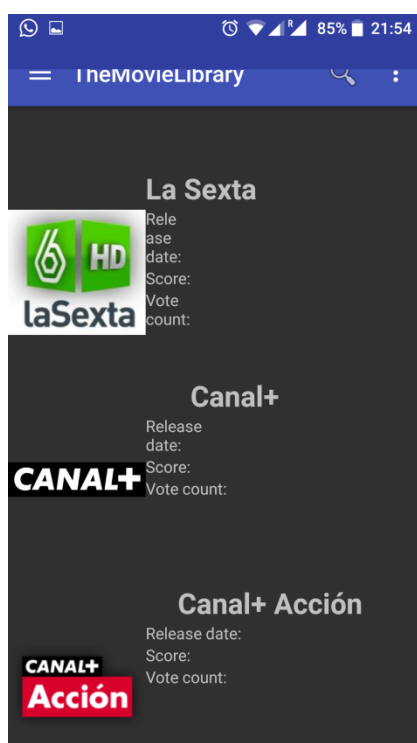 R 85% 21:54
TheMovieLibrary
La Sexta
Rele
ase
date:
Score:
Vote
count:
6 HD
laSexta
Canal+
Release
date:
Score:
Vote count:
CANAL+
Canal+ Acción
Release date:
Score:
Vote count:
CANAL+
Acción